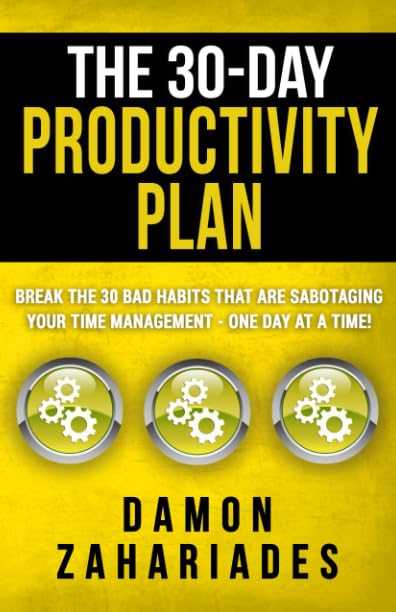 THE 30-DAY
PRODUCTIVITY
PLAN
BREAK THE 30 BAD HABITS THAT ARE SABOTAGING
YOUR TIME MANAGEMENT - ONE DAY AT A TIME!
DAMON
ZAHARIADES